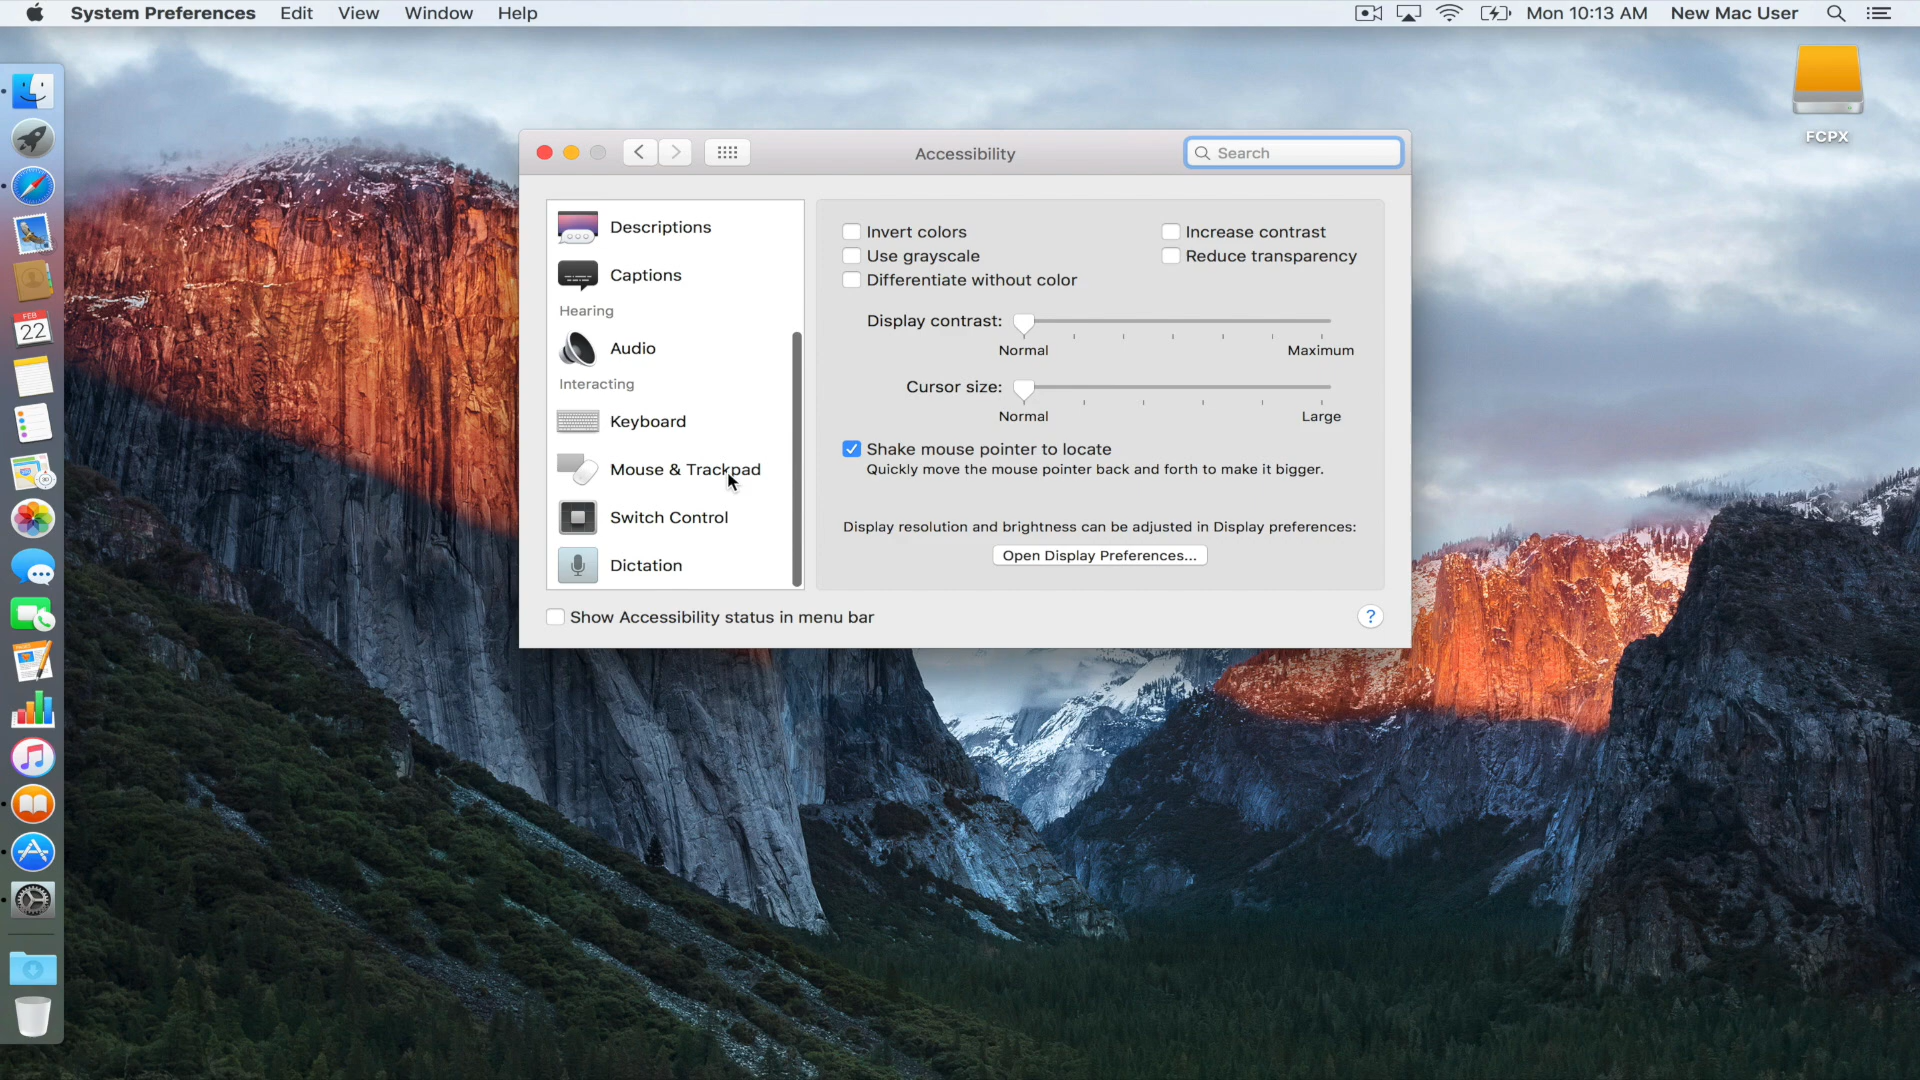 System Preferences Edit View Window Help Mon 10:13 AM New Mac User
FCPX
Accessibility
Search
Descriptions
Captions
Hearing
Audio
Interacting
Keyboard
Mouse & Trackpad
Switch Control
Dictation
Invert colors
Increase contrast
Use grayscale
Reduce transparency
Differentiate without color
Display contrast:
Normal Maximum
Cursor size:
Normal Large
Shake mouse pointer to locate
Quickly move the mouse pointer back and forth to make it bigger.
Display resolution and brightness can be adjusted in Display preferences:
Open Display Preferences...
Show Accessibility status in menu bar
?
FEB
22